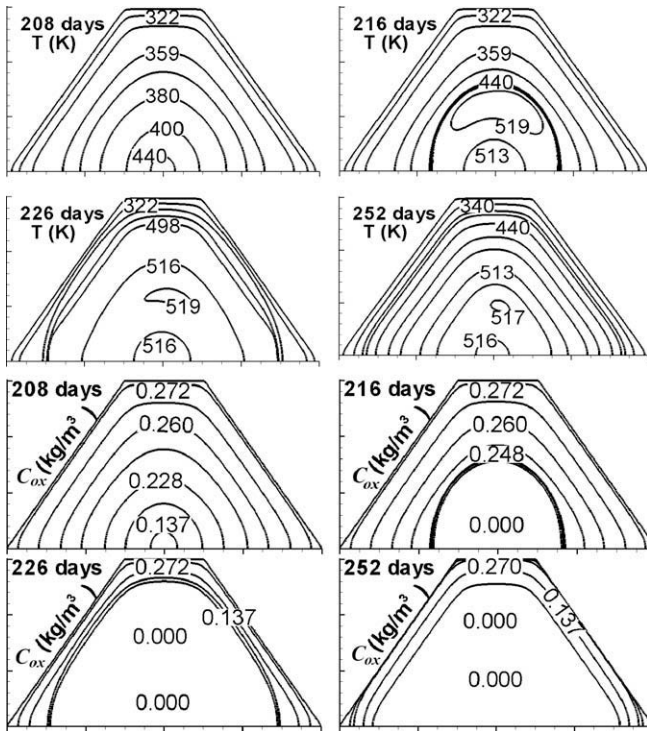 208 days
T (K)
322
359
380
400
440
216 days
T (K)
322
359
440
519
513
226 days
T (K)
322
498
516
519
516
252 days
T (K)
340
440
513
517
516
208 days
Cox (kg/m³)
0.272
0.260
0.228
0.137
216 days
Cox (kg/m³)
0.272
0.260
0.248
0.000
226 days
Cox (kg/m³)
0.272
0.137
0.000
0.000
252 days
Cox (kg/m³)
0.270
0.137
0.000
0.000